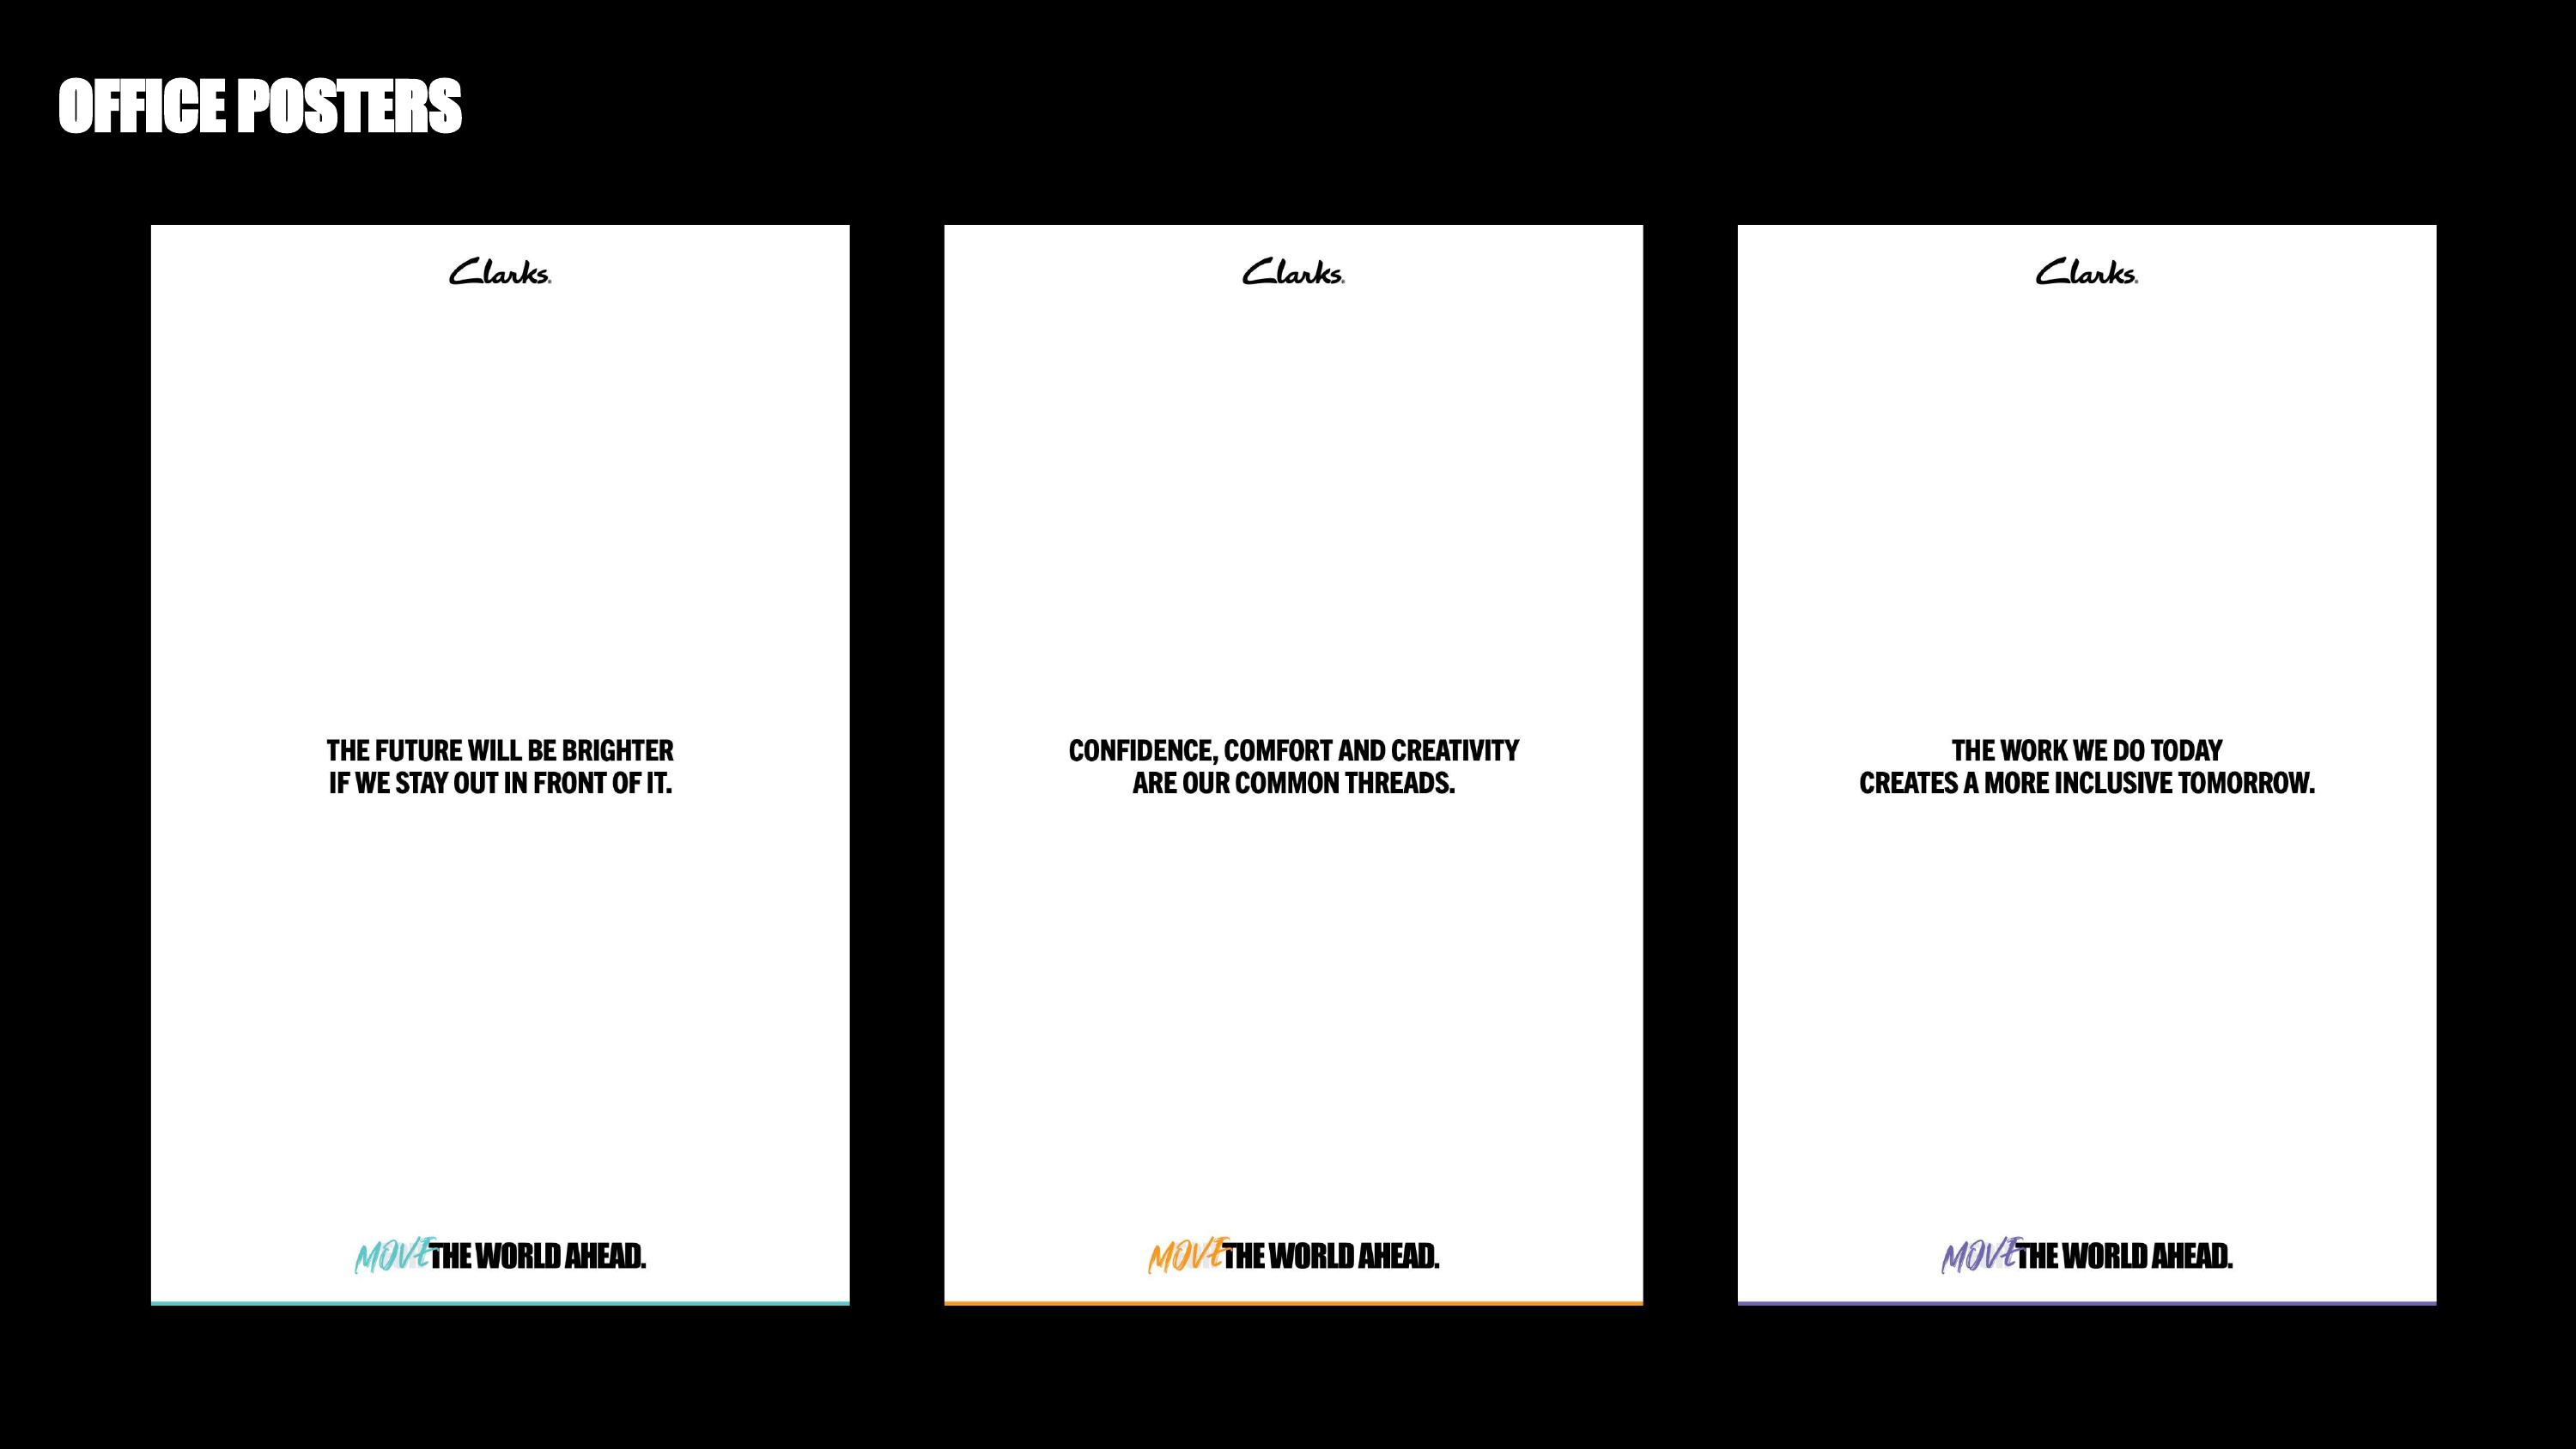 OFFICE POSTERS
Clarks.
THE FUTURE WILL BE BRIGHTER
IF WE STAY OUT IN FRONT OF IT.
MOVE THE WORLD AHEAD.
Clarks.
CONFIDENCE, COMFORT AND CREATIVITY
ARE OUR COMMON THREADS.
MOVE THE WORLD AHEAD.
Clarks.
THE WORK WE DO TODAY
CREATES A MORE INCLUSIVE TOMORROW.
MOVE THE WORLD AHEAD.